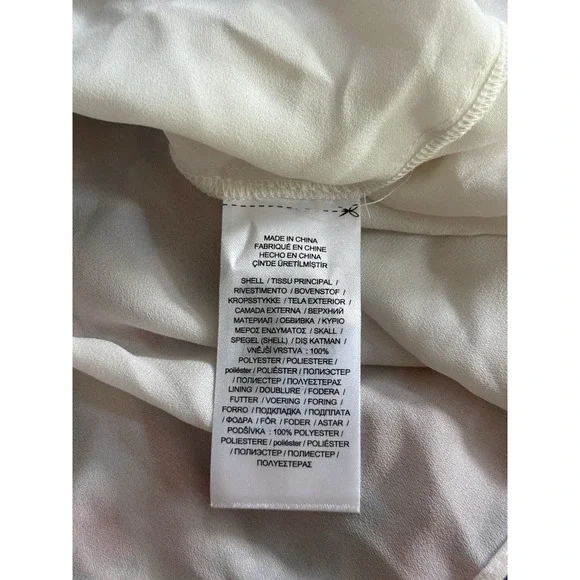 MADE IN CHINA
FABRIQUÉ EN CHINE
HECHO EN CHINA
ÇİN'DE ÜRETİLMİŞTİR
SHELL / TISSU PRINCIPAL /
RIVESTIMENTO / BOVENSTOF /
KROPSSTYKKE / TELA EXTERIOR /
CAMADA EXTERNA / ВЕРХНИЙ
МАТЕРИАЛ / ОБВИВКА / ΚΥΡΙΟ
ΜΕΡΟΣ ΕΝΔΥΜΑΤΟΣ / SKALL /
SPEGEL (SHELL) / DIŞ KATMAN /
VNĚJŠÍ VRSTVA : 100%
POLYESTER / POLIESTERE /
poliéster / POLIÉSTER / ПОЛИЭСТЕР
/ ПОЛИЕСТЕР / ΠΟΛΥΕΣΤΕΡΑΣ
LINING / DOUBLURE / FODERA /
FUTTER / VOERING / FORING /
FORRO / ПОДКЛАДКА / ПОДПЛАТА
/ ΦΟΔΡΑ / FÖR / FODER / ASTAR /
PODŠÍVKA : 100% POLYESTER /
POLIESTERE / poliéster / POLIÉSTER
/ ПОЛИЭСТЕР / ПОЛИЕСТЕР /
ΠΟΛΥΕΣΤΕΡΑΣ